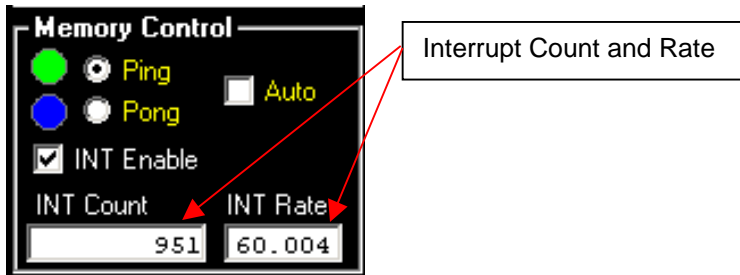 Memory Control
Ping
Auto
Pong
INT Enable
INT Count
INT Rate
951
60.004
Interrupt Count and Rate